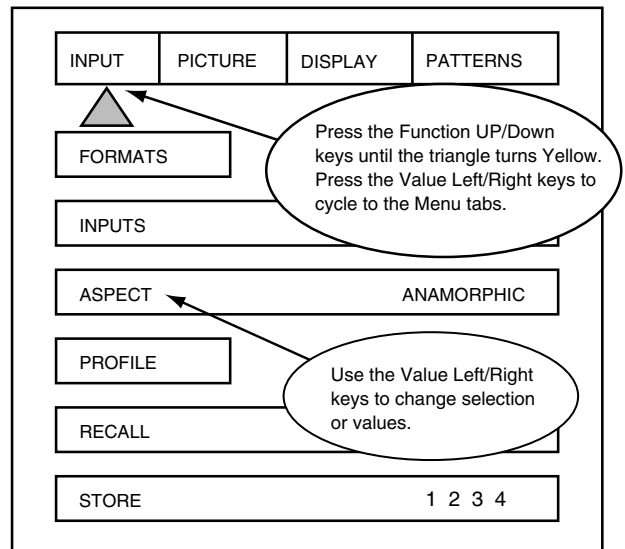 INPUT PICTURE DISPLAY PATTERNS
Press the Function UP/Down
keys until the triangle turns Yellow.
Press the Value Left/Right keys to
cycle to the Menu tabs.
FORMATS
INPUTS
ASPECT ANAMORPHIC
PROFILE
Use the Value Left/Right
keys to change selection
or values.
RECALL
STORE 1 2 3 4